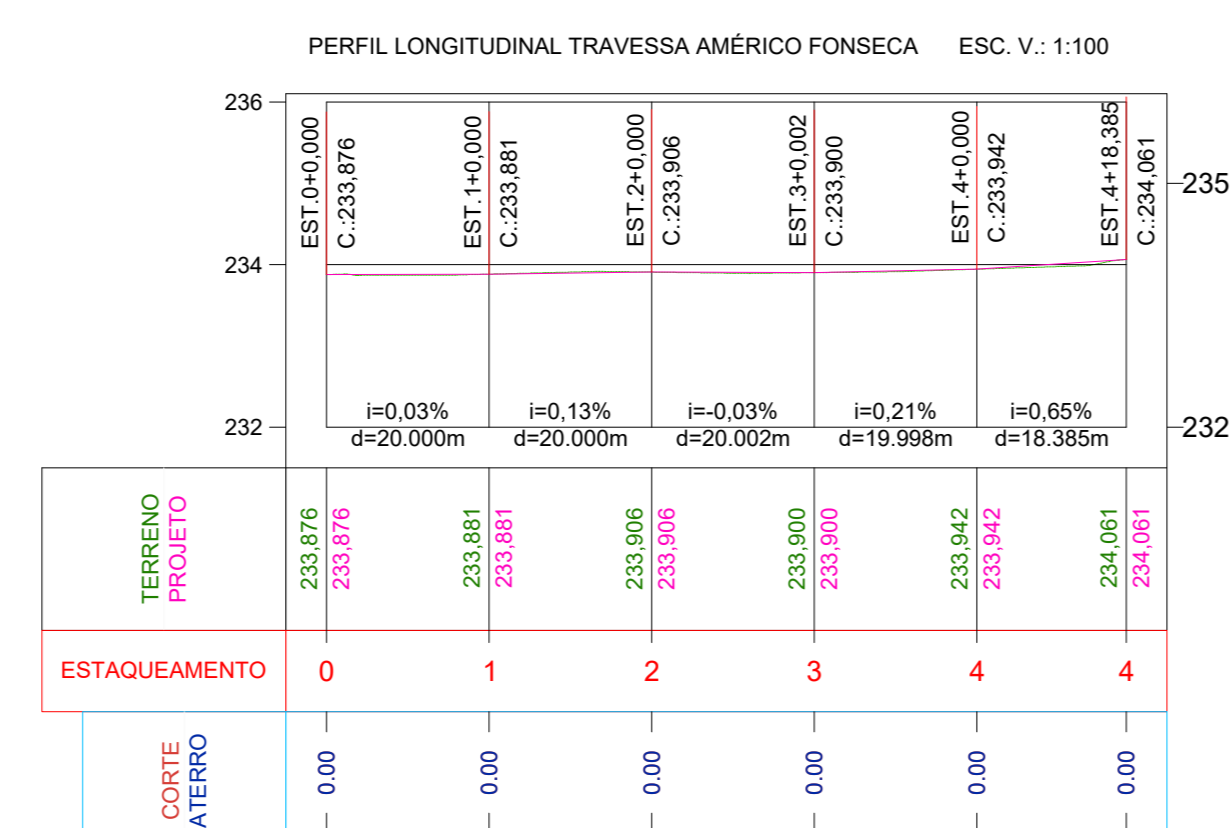 PERFIL LONGITUDINAL TRAVESSA AMÉRICO FONSECA ESC. V.: 1:100
236
234
232
235
232
EST.0+0,000
C.:233,876
EST.1+0,000
C.:233,881
EST.2+0,000
C.:233,906
EST.3+0,002
C.:233,900
EST.4+0,000
C.:233,942
EST.4+18,385
C.:234,061
i=0,03%
d=20.000m
i=0,13%
d=20.000m
i=-0,03%
d=20.002m
i=0,21%
d=19.998m
i=0,65%
d=18.385m
TERRENO
PROJETO
233,876
233,876
233,881
233,881
233,906
233,906
233,900
233,900
233,942
233,942
234,061
234,061
ESTAQUEAMENTO 0 1 2 3 4 4
CORTE
ATERRO
0.00
0.00
0.00
0.00
0.00
0.00